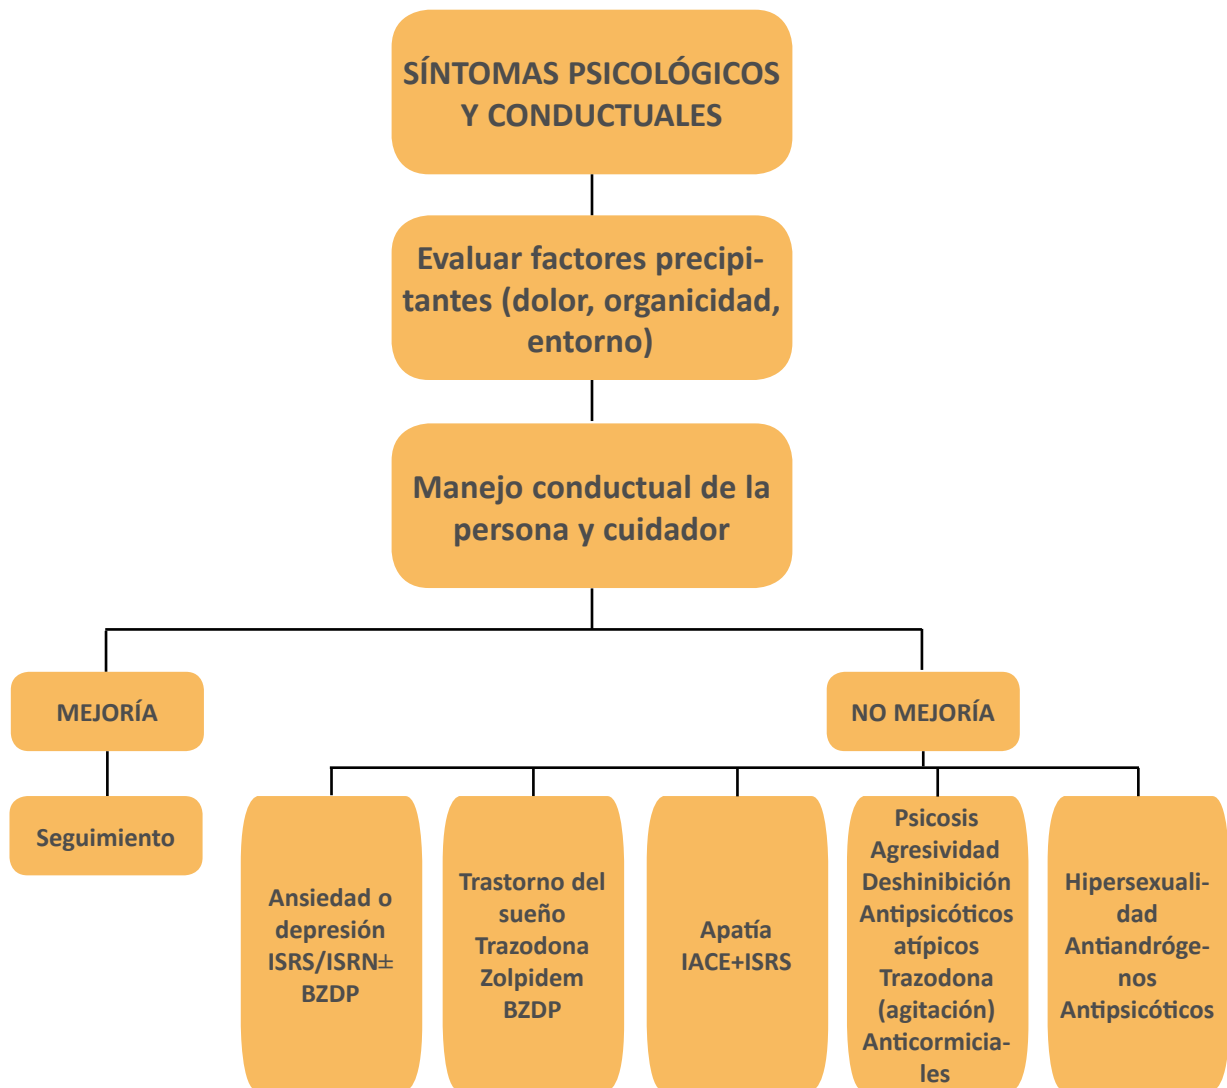 SÍNTOMAS PSICOLÓGICOS
Y CONDUCTUALES
Evaluar factores precipi-
tantes (dolor, organicidad,
entorno)
Manejo conductual de la
persona y cuidador
MEJORÍA
NO MEJORÍA
Seguimiento
Ansiedad o
depresión
ISRS/ISRN±
BZDP
Trastorno del
sueño
Trazodona
Zolpidem
BZDP
Apatía
IACE+ISRS
Psicosis
Agresividad
Deshinibición
Antipsicóticos
atípicos
Trazodona
(agitación)
Anticormicia-
les
Hipersexuali-
dad
Antiandróge-
nos
Antipsicóticos